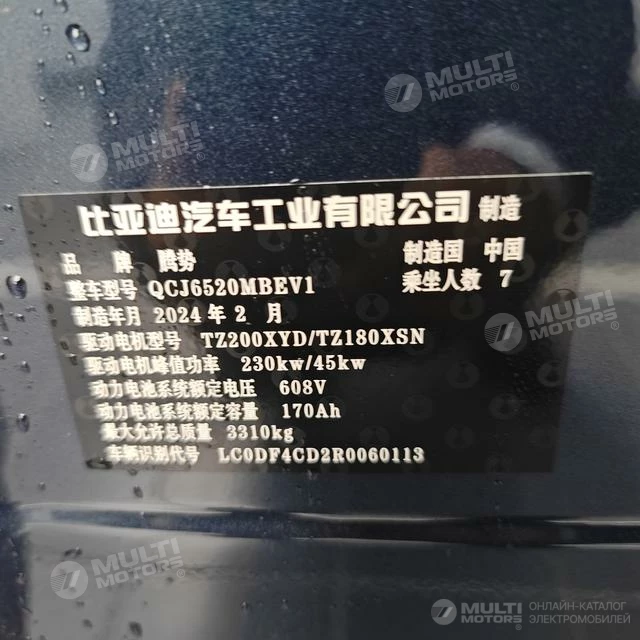 MULTI
MOTORS®
MULTI
MOTORS®
比亚迪汽车工业有限公司 制造
品 牌 腾势 制造国 中国
整车型号 QCJ6520MBEV1 乘坐人数 7
制造年月 2024 年 2 月
驱动电机型号 TZ200XYD/TZ180XSN
驱动电机峰值功率 230kw/45kw
动力电池系统额定电压 608V
动力电池系统额定容量 170Ah
最大允许总质量 3310kg
车辆识别代号 LC0DF4CD2R0060113
MULTI
MOTORS®
MULTI
MOTORS
ОНЛАЙН-КАТАЛОГ
ЭЛЕКТРОМОБИЛЕЙ